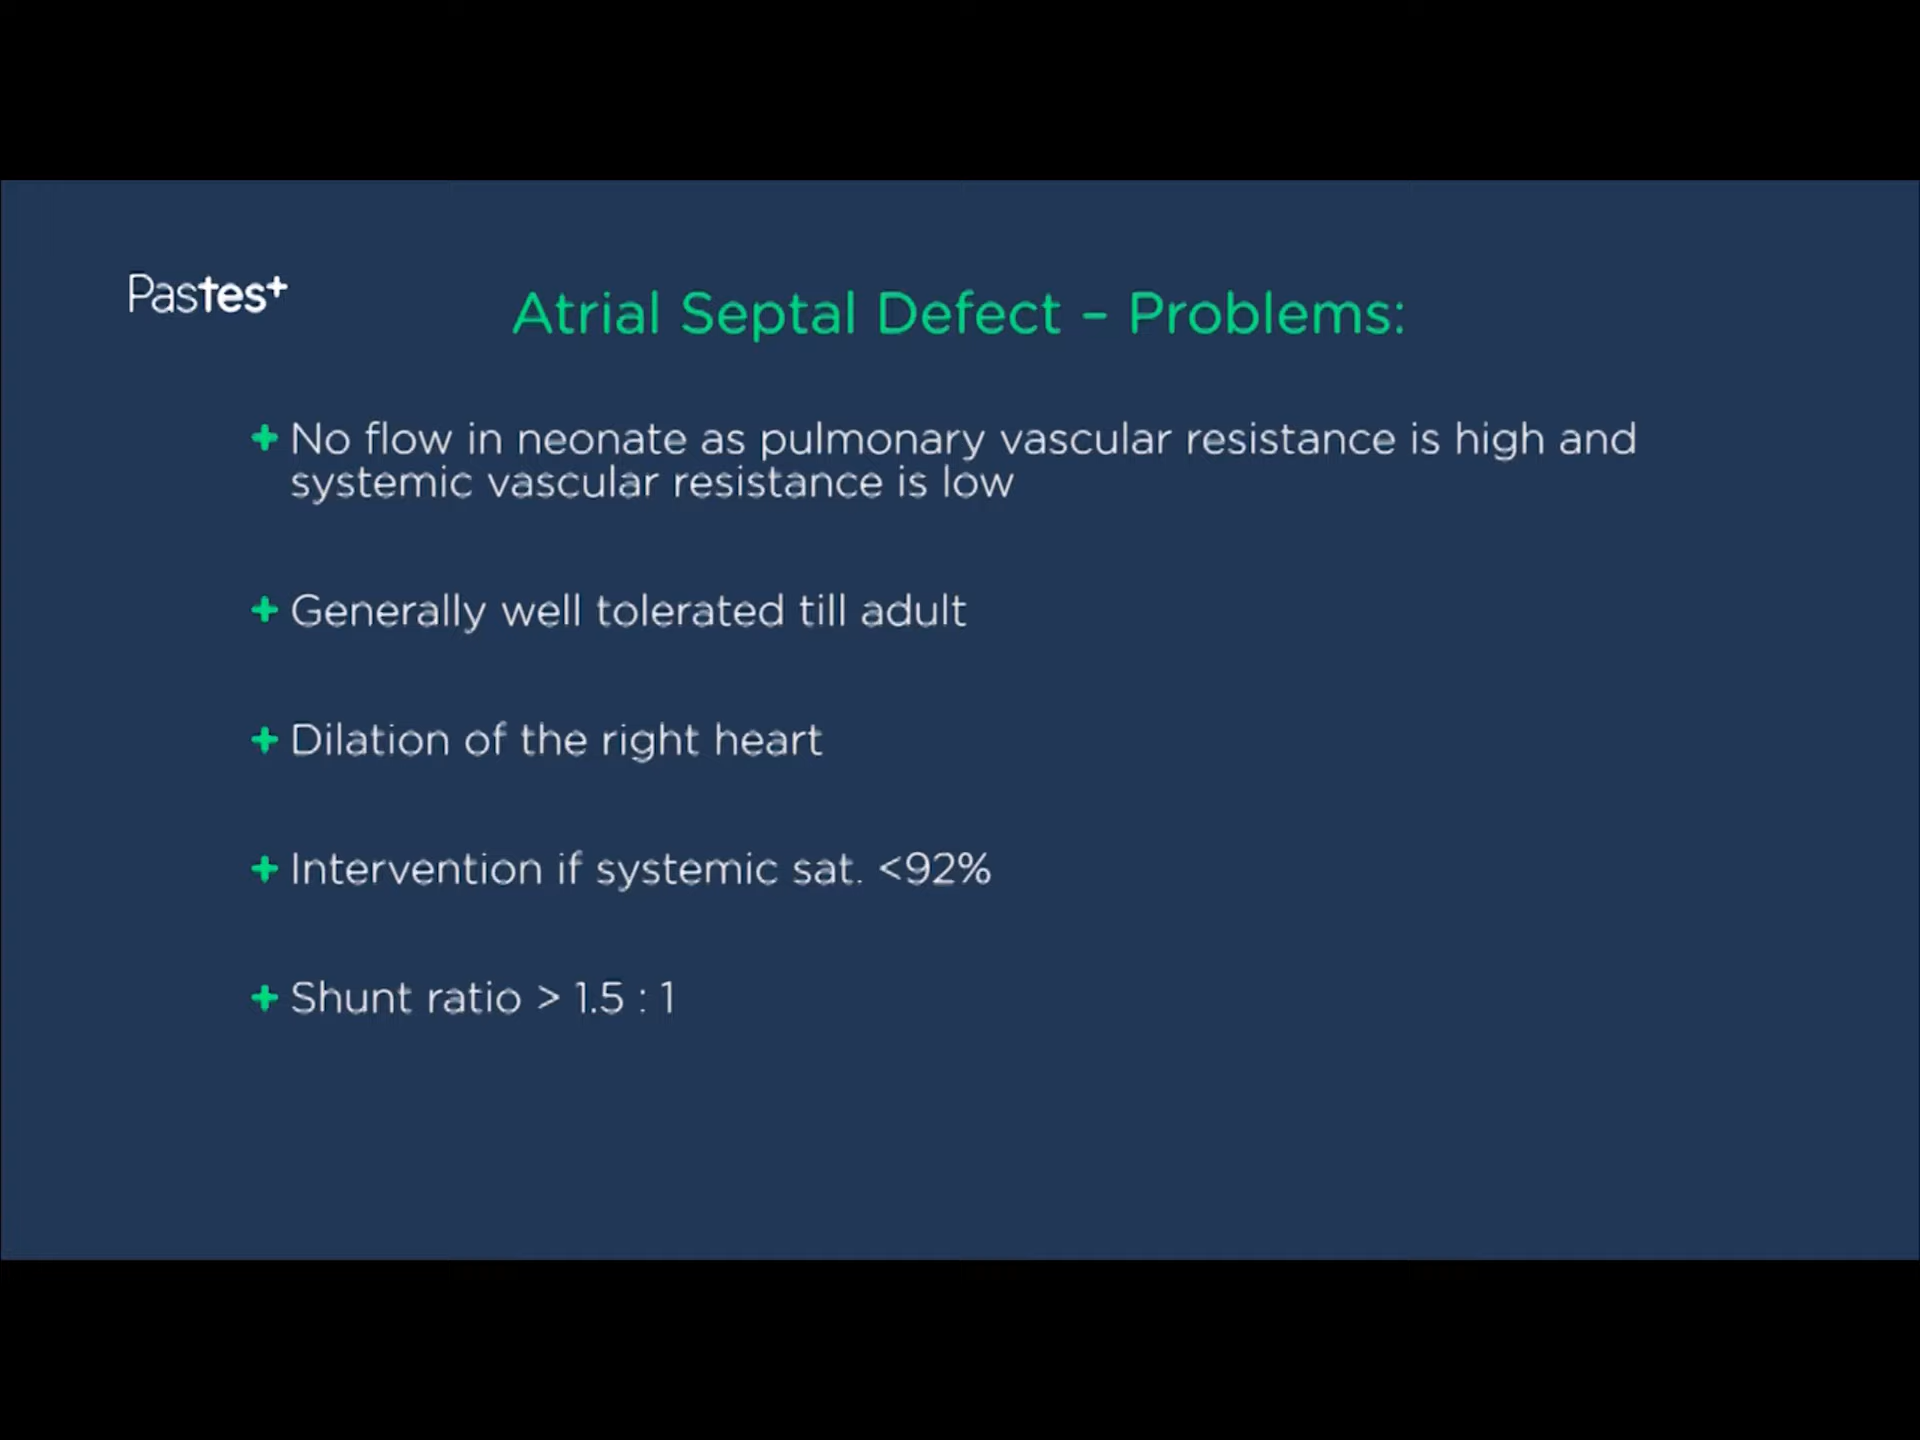 Pastest
Atrial Septal Defect – Problems:
+ No flow in neonate as pulmonary vascular resistance is high and
systemic vascular resistance is low
+ Generally well tolerated till adult
+ Dilation of the right heart
+ Intervention if systemic sat. <92%
+ Shunt ratio > 1.5 : 1